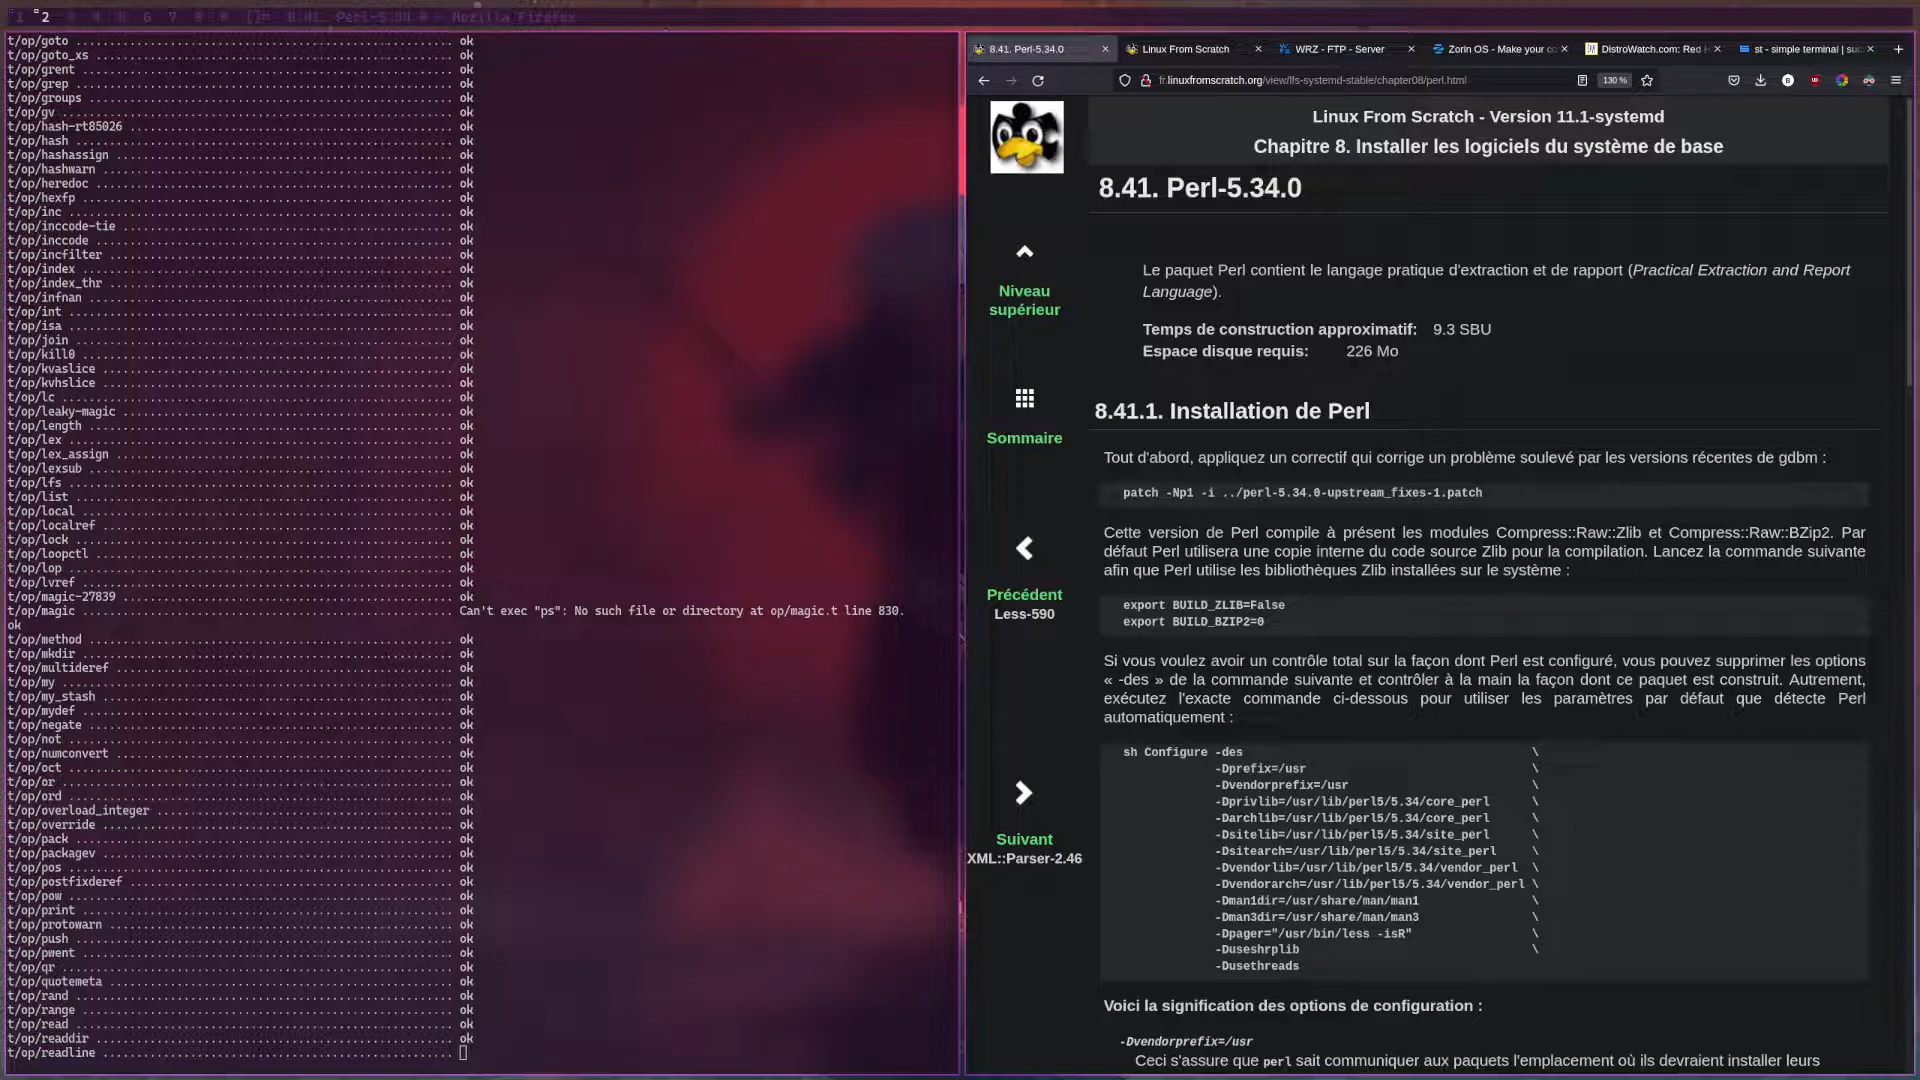 2
t/op/goto .................................................. ok
t/op/goto_xs ............................................... ok
t/op/grent ................................................. ok
t/op/grep .................................................. ok
t/op/groups ................................................ ok
t/op/gv .................................................... ok
t/op/hash-rt85026 .......................................... ok
t/op/hash .................................................. ok
t/op/hashassign ............................................ ok
t/op/hashwarn .............................................. ok
t/op/heredoc ............................................... ok
t/op/hexfp ................................................. ok
t/op/inc ................................................... ok
t/op/inccode-tie ........................................... ok
t/op/inccode ............................................... ok
t/op/incfilter ............................................. ok
t/op/index ................................................. ok
t/op/index_thr ............................................. ok
t/op/infnan ................................................ ok
t/op/int ................................................... ok
t/op/isa ................................................... ok
t/op/join .................................................. ok
t/op/kill0 ................................................. ok
t/op/kvaslice .............................................. ok
t/op/kvhslice .............................................. ok
t/op/lc .................................................... ok
t/op/leaky-magic ........................................... ok
t/op/length ................................................ ok
t/op/lex ................................................... ok
t/op/lex_assign ............................................ ok
t/op/lexsub ................................................ ok
t/op/lfs ................................................... ok
t/op/list .................................................. ok
t/op/local ................................................. ok
t/op/localref .............................................. ok
t/op/lock .................................................. ok
t/op/loopctl ............................................... ok
t/op/lop ................................................... ok
t/op/lvref ................................................. ok
t/op/magic-27839 ........................................... ok
t/op/magic ................................................. Can't exec "ps": No such file or directory at op/magic.t line 830.
ok
t/op/method ................................................ ok
t/op/mkdir ................................................. ok
t/op/multideref ............................................ ok
t/op/my .................................................... ok
t/op/my_stash .............................................. ok
t/op/mydef ................................................. ok
t/op/negate ................................................ ok
t/op/not ................................................... ok
t/op/numconvert ............................................ ok
t/op/oct ................................................... ok
t/op/or .................................................... ok
t/op/ord ................................................... ok
t/op/overload_integer ...................................... ok
t/op/override .............................................. ok
t/op/pack .................................................. ok
t/op/packagev .............................................. ok
t/op/pos ................................................... ok
t/op/postfixderef .......................................... ok
t/op/pow ................................................... ok
t/op/print ................................................. ok
t/op/protowarn ............................................. ok
t/op/push .................................................. ok
t/op/pwent ................................................. ok
t/op/qr .................................................... ok
t/op/quotemeta ............................................. ok
t/op/rand .................................................. ok
t/op/range ................................................. ok
t/op/read .................................................. ok
t/op/readdir ............................................... ok
t/op/readline ..............................................
8.41. Perl-5.34.0 × Linux From Scratch × WRZ - FTP - Server × Zorin OS - Make your co × DistroWatch.com: Red H × st - simple terminal | suc × +
fr.linuxfromscratch.org/view/lfs-systemd-stable/chapter08/perl.html 130 %
Linux From Scratch - Version 11.1-systemd
Chapitre 8. Installer les logiciels du système de base
8.41. Perl-5.34.0
Niveau
supérieur
Sommaire
Précédent
Less-590
Suivant
XML::Parser-2.46
Le paquet Perl contient le langage pratique d'extraction et de rapport (Practical Extraction and Report
Language).
Temps de construction approximatif: 9.3 SBU
Espace disque requis: 226 Mo
8.41.1. Installation de Perl
Tout d'abord, appliquez un correctif qui corrige un problème soulevé par les versions récentes de gdbm :
patch -Np1 -i ../perl-5.34.0-upstream_fixes-1.patch
Cette version de Perl compile à présent les modules Compress::Raw::Zlib et Compress::Raw::BZip2. Par
défaut Perl utilisera une copie interne du code source Zlib pour la compilation. Lancez la commande suivante
afin que Perl utilise les bibliothèques Zlib installées sur le système :
export BUILD_ZLIB=False
export BUILD_BZIP2=0
Si vous voulez avoir un contrôle total sur la façon dont Perl est configuré, vous pouvez supprimer les options
« -des » de la commande suivante et contrôler à la main la façon dont ce paquet est construit. Autrement,
exécutez l'exacte commande ci-dessous pour utiliser les paramètres par défaut que détecte Perl
automatiquement :
sh Configure -des \
-Dprefix=/usr \
-Dvendorprefix=/usr \
-Dprivlib=/usr/lib/perl5/5.34/core_perl \
-Darchlib=/usr/lib/perl5/5.34/core_perl \
-Dsitelib=/usr/lib/perl5/5.34/site_perl \
-Dsitearch=/usr/lib/perl5/5.34/site_perl \
-Dvendorlib=/usr/lib/perl5/5.34/vendor_perl \
-Dvendorarch=/usr/lib/perl5/5.34/vendor_perl \
-Dman1dir=/usr/share/man/man1 \
-Dman3dir=/usr/share/man/man3 \
-Dpager="/usr/bin/less -isR" \
-Duseshrplib \
-Dusethreads
Voici la signification des options de configuration :
-Dvendorprefix=/usr
Ceci s'assure que perl sait communiquer aux paquets l'emplacement où ils devraient installer leurs